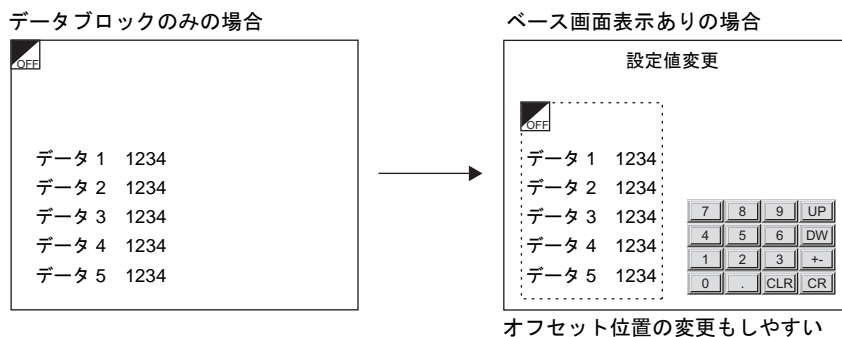 データブロックのみの場合
OFF
データ 1 1234
データ 2 1234
データ 3 1234
データ 4 1234
データ 5 1234
ベース画面表示ありの場合
設定値変更
OFF
データ 1 1234
データ 2 1234
データ 3 1234
データ 4 1234
データ 5 1234
7 8 9 UP
4 5 6 DW
1 2 3 +-
0 . CLR CR
オフセット位置の変更もしやすい